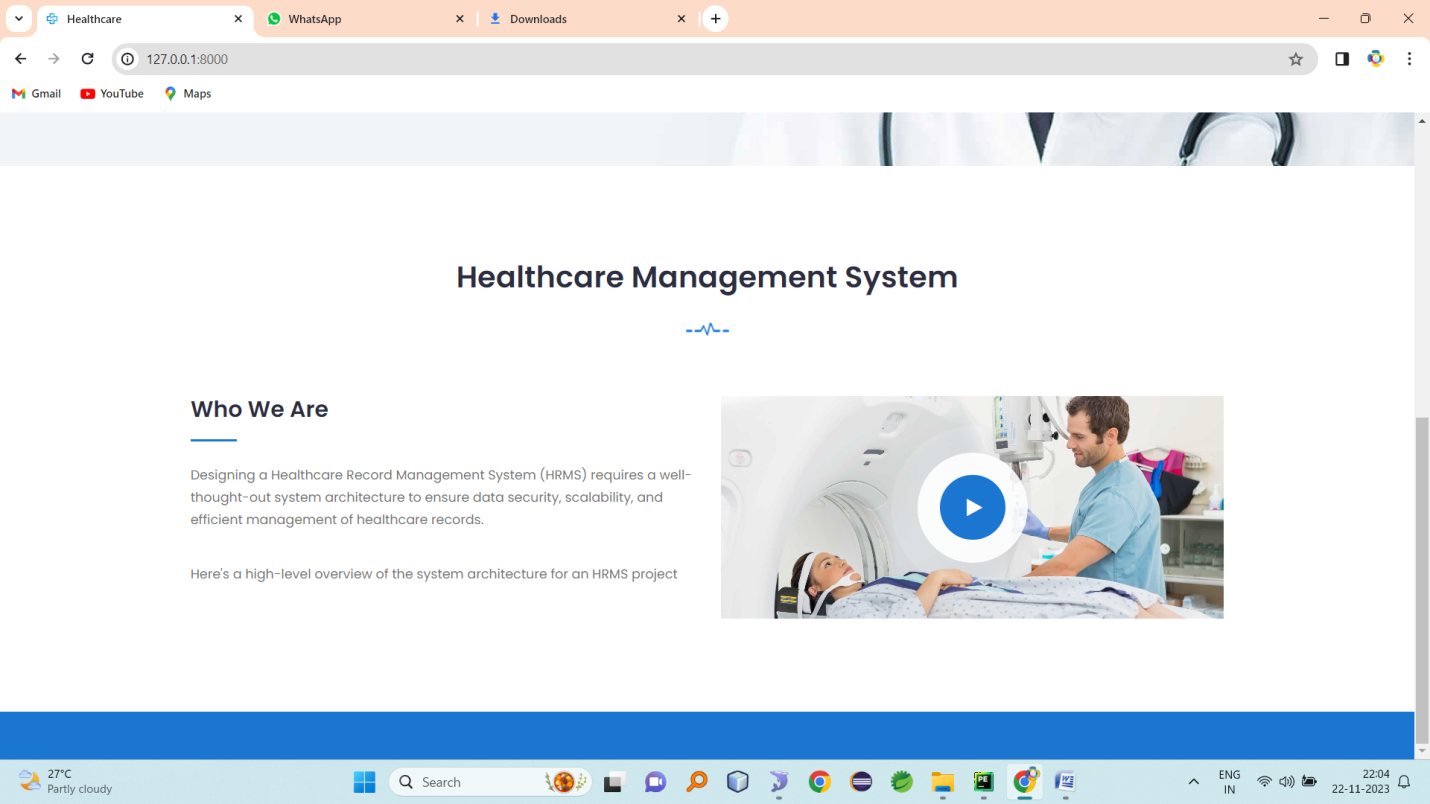 Healthcare
WhatsApp
Downloads
127.0.0.1:8000
Gmail
YouTube
Maps
Healthcare Management System
Who We Are
Designing a Healthcare Record Management System (HRMS) requires a well-
thought-out system architecture to ensure data security, scalability, and
efficient management of healthcare records.
Here's a high-level overview of the system architecture for an HRMS project
27°C
Partly cloudy
Search
PE
W
ENG
IN
22:04
22-11-2023